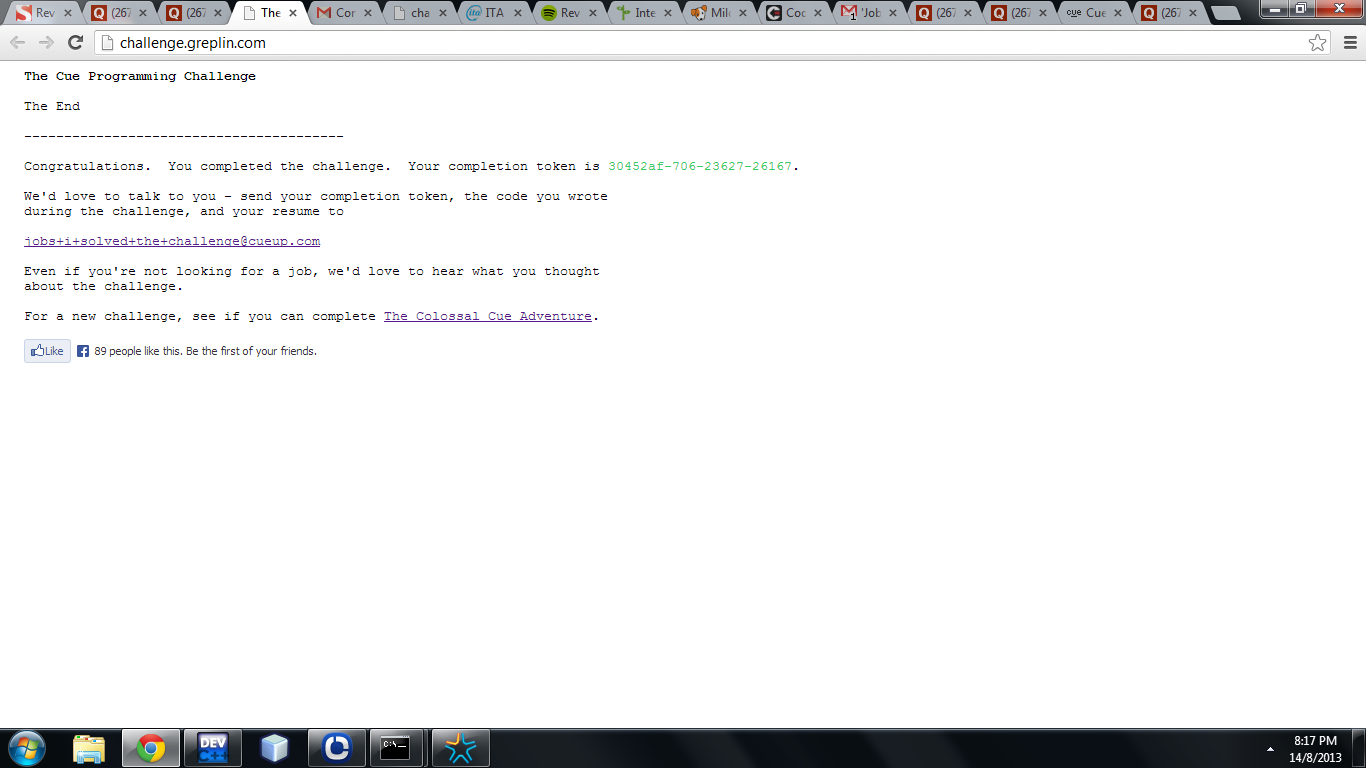 Rev (267 (267 The Cor cha ITA Rev Inte Mile Coc 'Job (267 (267 cue Cue (267
challenge.greplin.com
The Cue Programming Challenge
The End
----------------------------------------
Congratulations.  You completed the challenge.  Your completion token is 30452af-706-23627-26167.
We'd love to talk to you - send your completion token, the code you wrote
during the challenge, and your resume to
jobs+i+solved+the+challenge@cueup.com
Even if you're not looking for a job, we'd love to hear what you thought
about the challenge.
For a new challenge, see if you can complete The Colossal Cue Adventure.
Like 89 people like this. Be the first of your friends.
8:17 PM
14/8/2013